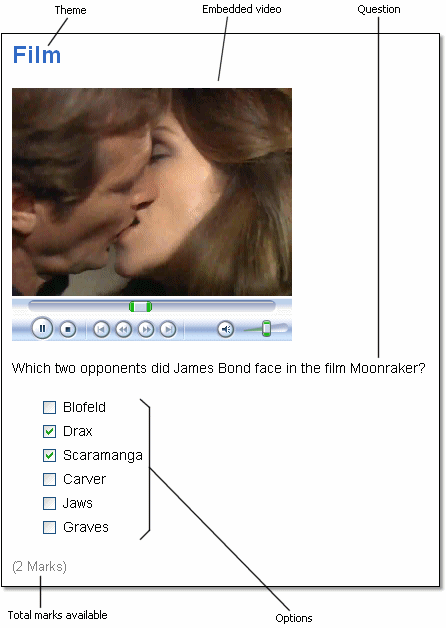 Theme
Embedded video
Question
Film
Which two opponents did James Bond face in the film Moonraker?
Blofeld
Drax
Scaramanga
Carver
Jaws
Graves
(2 Marks)
Total marks available
Options